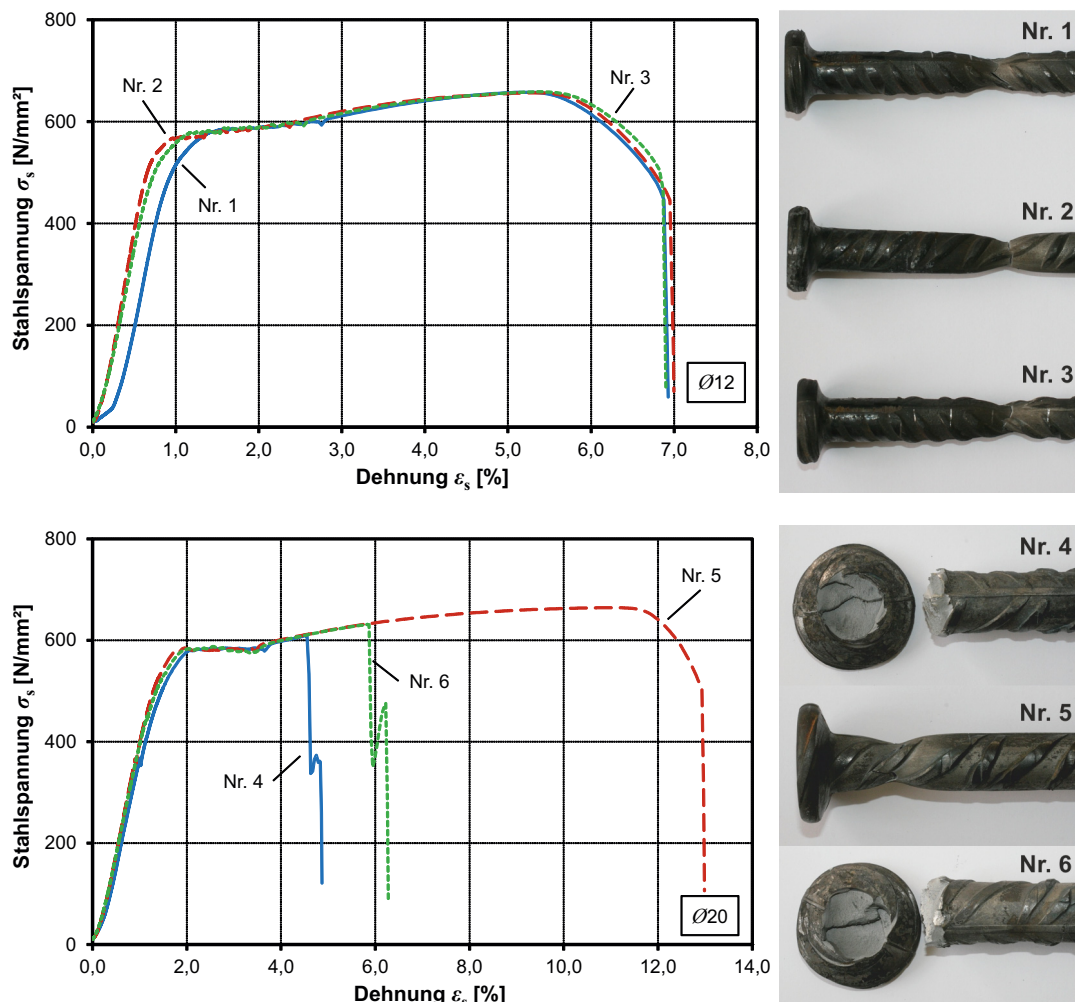 Stahlspannung σs [N/mm²]
800
600
400
200
0
0,0 1,0 2,0 3,0 4,0 5,0 6,0 7,0 8,0
Dehnung εs [%]
Nr. 2
Nr. 1
Nr. 3
Ø12
Nr. 1
Nr. 2
Nr. 3
Stahlspannung σs [N/mm²]
800
600
400
200
0
0,0 2,0 4,0 6,0 8,0 10,0 12,0 14,0
Dehnung εs [%]
Nr. 5
Nr. 6
Nr. 4
Ø20
Nr. 4
Nr. 5
Nr. 6